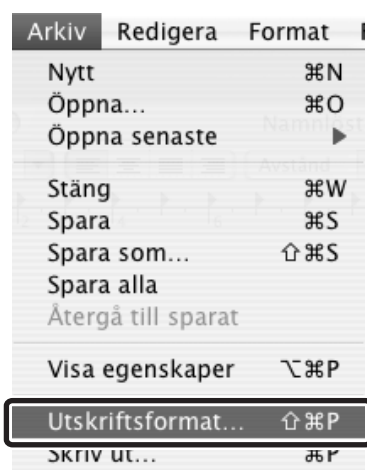 Arkiv Redigera Format
Nytt ⌘N
Öppna... ⌘O
Öppna senaste ▶
Stäng ⌘W
Spara ⌘S
Spara som... ⇧⌘S
Spara alla
Återgå till sparat
Visa egenskaper ⌥⌘P
Utskriftsformat... ⇧⌘P
Skriv ut... ⌘P